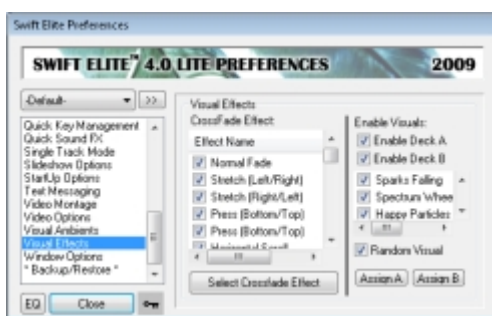 Swift Elite Preferences
SWIFT ELITE™ 4.0 LITE PREFERENCES 2009
-Default-
>>
Quick Key Management
Quick Sound FX
Single Track Mode
Slideshow Options
StartUp Options
Text Messaging
Video Montage
Video Options
Visual Ambients
Visual Effects
Window Options
* Backup/Restore *
EQ
Close
Visual Effects
CrossFade Effect:
Effect Name
Normal Fade
Stretch (Left/Right)
Stretch (Right/Left)
Press (Bottom/Top)
Press (Bottom/Top)
Horizontal Scroll
Select Crossfade Effect
Enable Visuals:
Enable Deck A
Enable Deck B
Sparks Falling
Spectrum Whee
Happy Particles
Random Visual
Assign A
Assign B